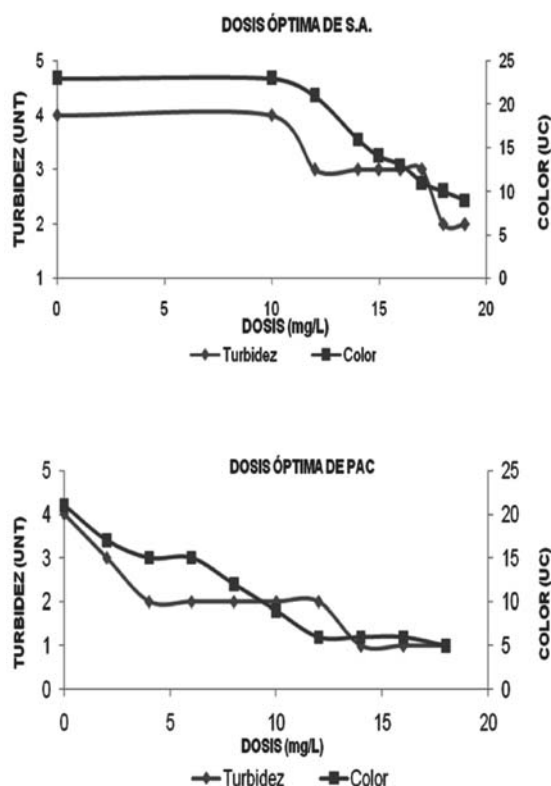 DOSIS ÓPTIMA DE S.A.
TURBIDEZ (UNT)
5
4
3
2
1
COLOR (UC)
25
20
15
10
5
0
0 5 10 15 20
DOSIS (mg/L)
Turbidez Color
DOSIS ÓPTIMA DE PAC
TURBIDEZ (UNT)
5
4
3
2
1
0
COLOR (UC)
25
20
15
10
5
0
0 5 10 15 20
DOSIS (mg/L)
Turbidez Color